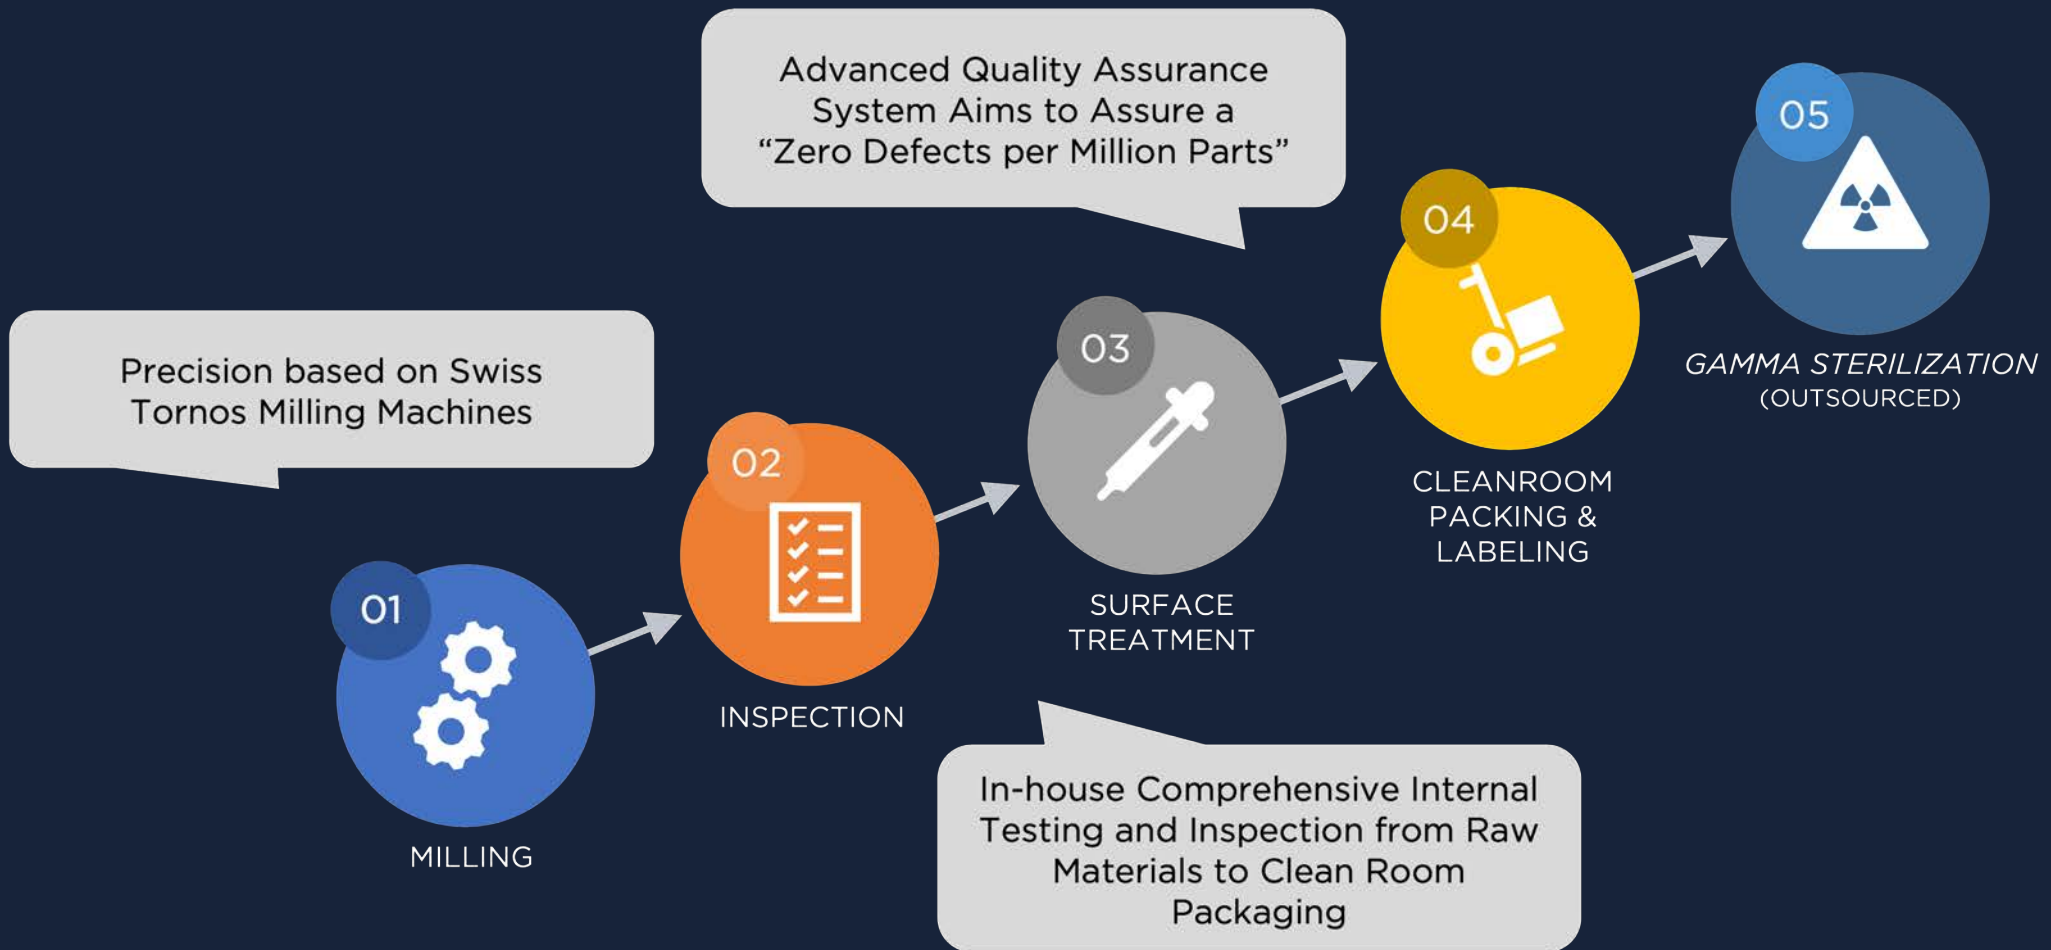 Advanced Quality Assurance
System Aims to Assure a
“Zero Defects per Million Parts”
Precision based on Swiss
Tornos Milling Machines
01
MILLING
02
INSPECTION
03
SURFACE
TREATMENT
04
CLEANROOM
PACKING &
LABELING
05
GAMMA STERILIZATION
(OUTSOURCED)
In-house Comprehensive Internal
Testing and Inspection from Raw
Materials to Clean Room
Packaging